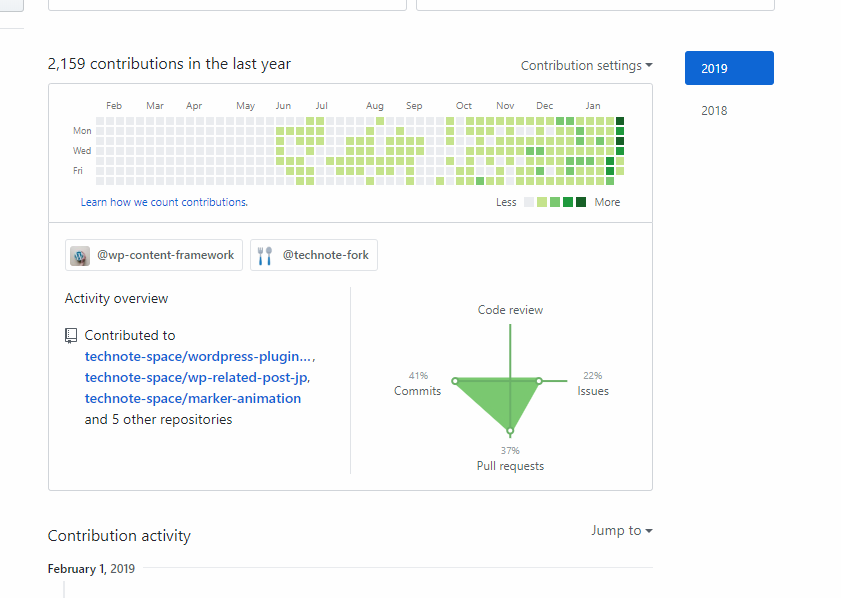 2,159 contributions in the last year
Contribution settings
2019
2018
Feb Mar Apr May Jun Jul Aug Sep Oct Nov Dec Jan
Mon
Wed
Fri
Learn how we count contributions.
Less More
@wp-content-framework @technote-fork
Activity overview
Contributed to
technote-space/wordpress-plugin...,
technote-space/wp-related-post-jp,
technote-space/marker-animation
and 5 other repositories
Code review
41%
Commits
22%
Issues
37%
Pull requests
Contribution activity
Jump to
February 1, 2019